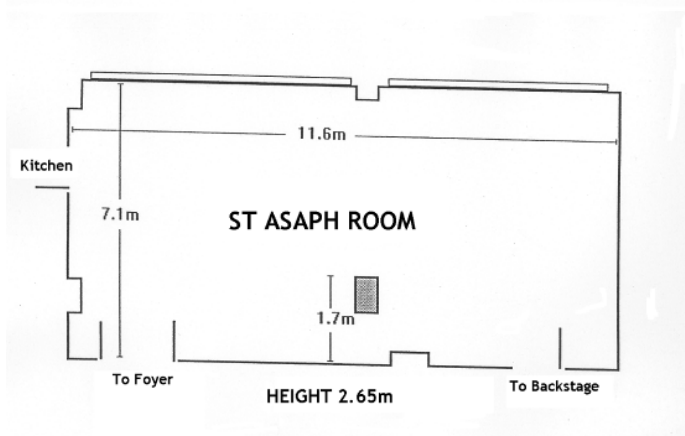 11.6m
Kitchen
7.1m
ST ASAPH ROOM
1.7m
To Foyer
HEIGHT 2.65m
To Backstage